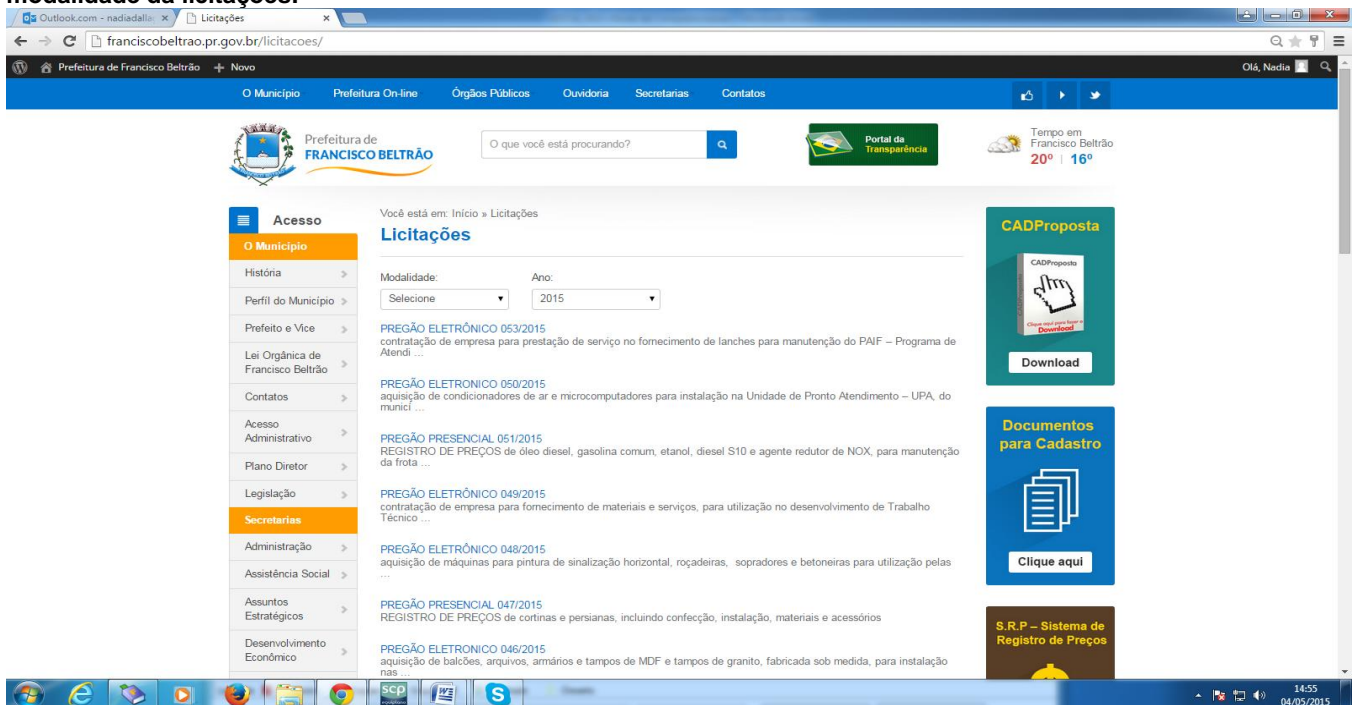 modalidade da licitações.
Outlook.com - nadiadalla
Licitações
franciscobeltrao.pr.gov.br/licitacoes/
Prefeitura de Francisco Beltrão
Novo
Olá, Nadia
O Município
Prefeitura On-line
Órgãos Públicos
Ouvidoria
Secretarias
Contatos
Prefeitura de
FRANCISCO BELTRÃO
O que você está procurando?
Portal da
Transparência
Tempo em
Francisco Beltrão
20º | 16º
Acesso
O Município
História
Perfil do Município
Prefeito e Vice
Lei Orgânica de
Francisco Beltrão
Contatos
Acesso
Administrativo
Plano Diretor
Legislação
Secretarias
Administração
Assistência Social
Assuntos
Estratégicos
Desenvolvimento
Econômico
Você está em: Início » Licitações
Licitações
Modalidade:
Ano:
Selecione
2015
PREGÃO ELETRÔNICO 053/2015
contratação de empresa para prestação de serviço no fornecimento de lanches para manutenção do PAIF – Programa de
Atendi ...
PREGÃO ELETRONICO 050/2015
aquisição de condicionadores de ar e microcomputadores para instalação na Unidade de Pronto Atendimento – UPA, do
municí ...
PREGÃO PRESENCIAL 051/2015
REGISTRO DE PREÇOS de óleo diesel, gasolina comum, etanol, diesel S10 e agente redutor de NOX, para manutenção
da frota ...
PREGÃO ELETRÔNICO 049/2015
contratação de empresa para fornecimento de materiais e serviços, para utilização no desenvolvimento de Trabalho
Técnico ...
PREGÃO ELETRÔNICO 048/2015
aquisição de máquinas para pintura de sinalização horizontal, roçadeiras, sopradores e betoneiras para utilização pelas
...
PREGÃO PRESENCIAL 047/2015
REGISTRO DE PREÇOS de cortinas e persianas, incluindo confecção, instalação, materiais e acessórios
PREGÃO ELETRONICO 046/2015
aquisição de balcões, arquivos, armários e tampos de MDF e tampos de granito, fabricada sob medida, para instalação
nas ...
CADProposta
CADProposta
Clique aqui para fazer o
Download
Download
Documentos
para Cadastro
Clique aqui
S.R.P – Sistema de
Registro de Preços
scp
14:55
04/05/2015